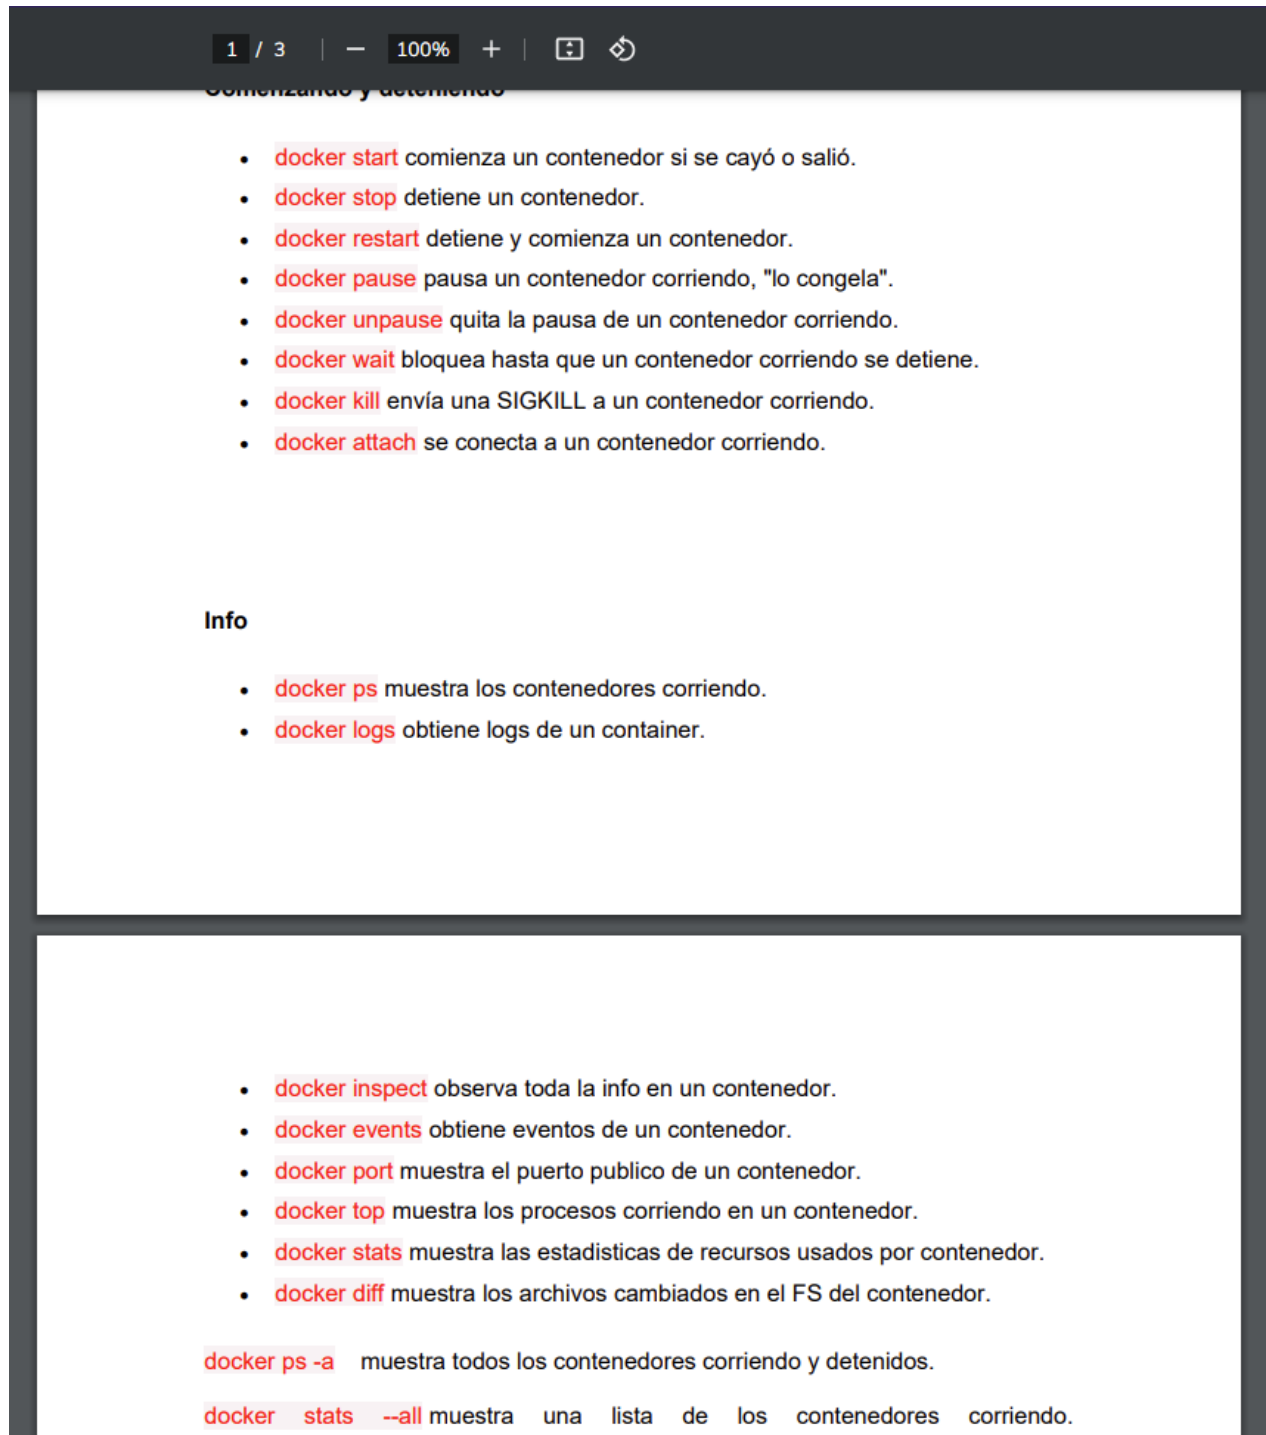 1 / 3 | — 100% + |
Comenzando y deteniendo
• docker start comienza un contenedor si se cayó o salió.
• docker stop detiene un contenedor.
• docker restart detiene y comienza un contenedor.
• docker pause pausa un contenedor corriendo, "lo congela".
• docker unpause quita la pausa de un contenedor corriendo.
• docker wait bloquea hasta que un contenedor corriendo se detiene.
• docker kill envía una SIGKILL a un contenedor corriendo.
• docker attach se conecta a un contenedor corriendo.
Info
• docker ps muestra los contenedores corriendo.
• docker logs obtiene logs de un container.
• docker inspect observa toda la info en un contenedor.
• docker events obtiene eventos de un contenedor.
• docker port muestra el puerto publico de un contenedor.
• docker top muestra los procesos corriendo en un contenedor.
• docker stats muestra las estadisticas de recursos usados por contenedor.
• docker diff muestra los archivos cambiados en el FS del contenedor.
docker ps -a muestra todos los contenedores corriendo y detenidos.
docker stats --all muestra una lista de los contenedores corriendo.